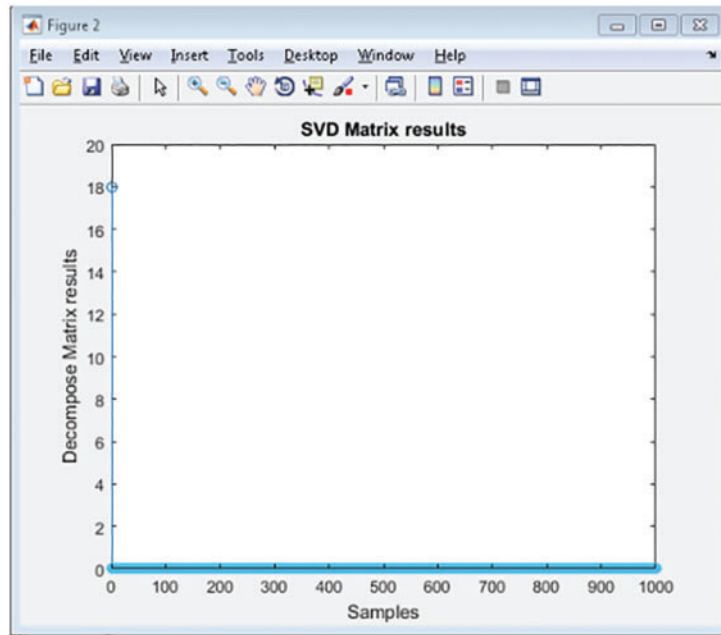 Figure 2
File Edit View Insert Tools Desktop Window Help
SVD Matrix results
20
18
16
14
12
10
8
6
4
2
0
Decompose Matrix results
0 100 200 300 400 500 600 700 800 900 1000
Samples